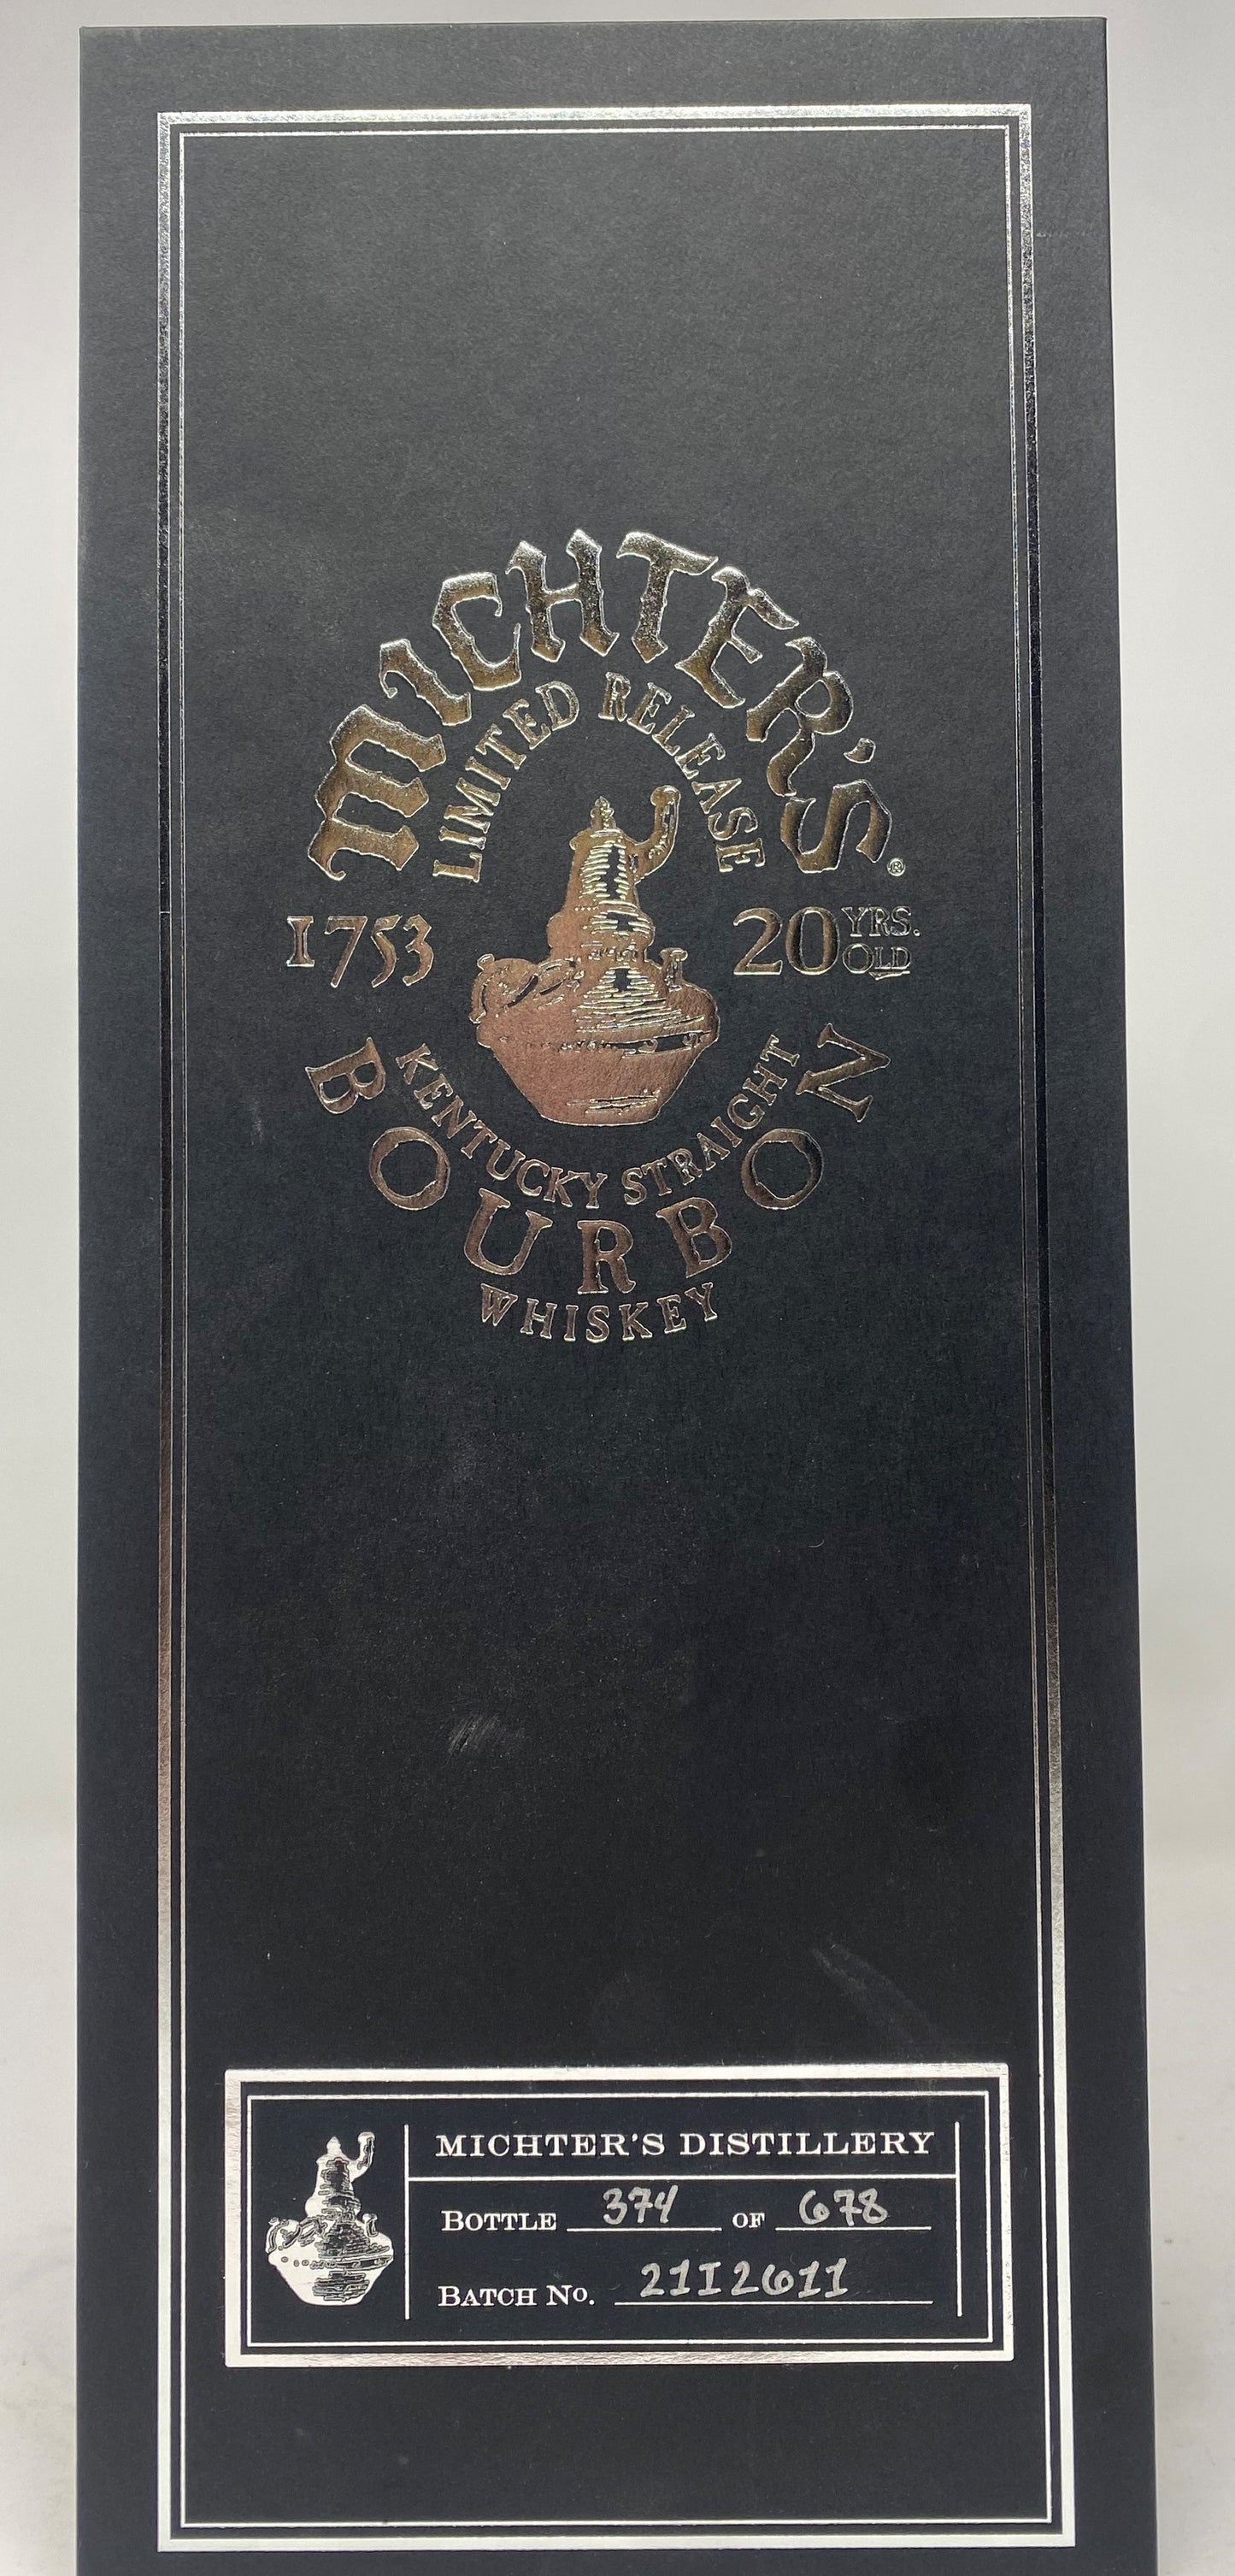 MICHTER'S®
LIMITED RELEASE
1753
20 YRS. OLD
KENTUCKY STRAIGHT
BOURBON
WHISKEY
MICHTER'S DISTILLERY
BOTTLE 374 OF 678
BATCH No. 21I2611